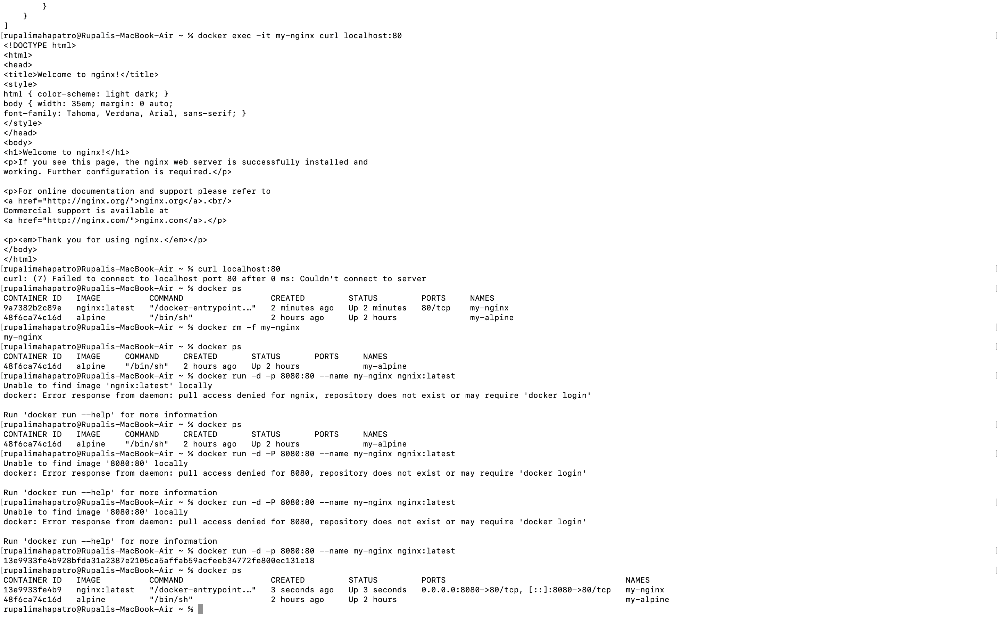 }
    }
]
[rupalimahapatro@Rupalis-MacBook-Air ~ % docker exec -it my-nginx curl localhost:80 ]
<!DOCTYPE html>
<html>
<head>
<title>Welcome to nginx!</title>
<style>
html { color-scheme: light dark; }
body { width: 35em; margin: 0 auto;
font-family: Tahoma, Verdana, Arial, sans-serif; }
</style>
</head>
<body>
<h1>Welcome to nginx!</h1>
<p>If you see this page, the nginx web server is successfully installed and
working. Further configuration is required.</p>

<p>For online documentation and support please refer to
<a href="http://nginx.org/">nginx.org</a>.<br/>
Commercial support is available at
<a href="http://nginx.com/">nginx.com</a>.</p>

<p><em>Thank you for using nginx.</em></p>
</body>
</html>
[rupalimahapatro@Rupalis-MacBook-Air ~ % curl localhost:80 ]
curl: (7) Failed to connect to localhost port 80 after 0 ms: Couldn't connect to server
[rupalimahapatro@Rupalis-MacBook-Air ~ % docker ps ]
CONTAINER ID   IMAGE          COMMAND                  CREATED         STATUS         PORTS     NAMES
9a7382b2c89e   nginx:latest   "/docker-entrypoint.…"   2 minutes ago   Up 2 minutes   80/tcp    my-nginx
48f6ca74c16d   alpine         "/bin/sh"                2 hours ago     Up 2 hours               my-alpine
[rupalimahapatro@Rupalis-MacBook-Air ~ % docker rm -f my-nginx ]
my-nginx
[rupalimahapatro@Rupalis-MacBook-Air ~ % docker ps ]
CONTAINER ID   IMAGE     COMMAND     CREATED       STATUS       PORTS     NAMES
48f6ca74c16d   alpine    "/bin/sh"   2 hours ago   Up 2 hours             my-alpine
[rupalimahapatro@Rupalis-MacBook-Air ~ % docker run -d -p 8080:80 --name my-nginx ngnix:latest ]
Unable to find image 'ngnix:latest' locally
docker: Error response from daemon: pull access denied for ngnix, repository does not exist or may require 'docker login'

Run 'docker run --help' for more information
[rupalimahapatro@Rupalis-MacBook-Air ~ % docker ps ]
CONTAINER ID   IMAGE     COMMAND     CREATED       STATUS       PORTS     NAMES
48f6ca74c16d   alpine    "/bin/sh"   2 hours ago   Up 2 hours             my-alpine
[rupalimahapatro@Rupalis-MacBook-Air ~ % docker run -d -P 8080:80 --name my-nginx ngnix:latest ]
Unable to find image '8080:80' locally
docker: Error response from daemon: pull access denied for 8080, repository does not exist or may require 'docker login'

Run 'docker run --help' for more information
[rupalimahapatro@Rupalis-MacBook-Air ~ % docker run -d -P 8080:80 --name my-nginx nginx:latest ]
Unable to find image '8080:80' locally
docker: Error response from daemon: pull access denied for 8080, repository does not exist or may require 'docker login'

Run 'docker run --help' for more information
[rupalimahapatro@Rupalis-MacBook-Air ~ % docker run -d -p 8080:80 --name my-nginx nginx:latest ]
13e9933fe4b928bfda31a2387e2105ca5affab59acfeeb34772fe800ec131e18
[rupalimahapatro@Rupalis-MacBook-Air ~ % docker ps ]
CONTAINER ID   IMAGE          COMMAND                  CREATED         STATUS         PORTS                                     NAMES
13e9933fe4b9   nginx:latest   "/docker-entrypoint.…"   3 seconds ago   Up 3 seconds   0.0.0.0:8080->80/tcp, [::]:8080->80/tcp   my-nginx
48f6ca74c16d   alpine         "/bin/sh"                2 hours ago     Up 2 hours                                               my-alpine
rupalimahapatro@Rupalis-MacBook-Air ~ %